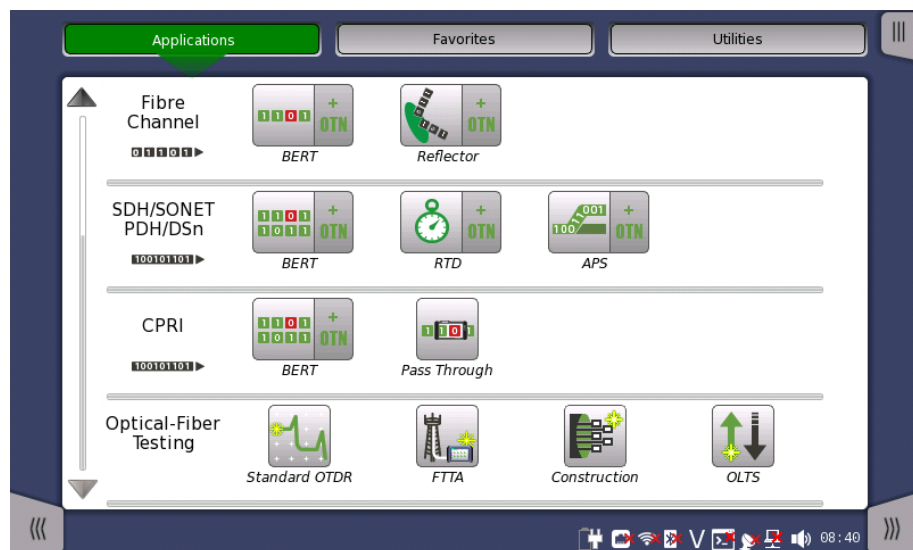 Applications
Favorites
Utilities
Fibre
Channel
01101
1101
+
OTN
BERT
+
OTN
Reflector
SDH/SONET
PDH/DSn
100101101
1101
1011
+
OTN
BERT
+
OTN
RTD
001
100
+
OTN
APS
CPRI
100101101
1101
1011
+
OTN
BERT
1101
Pass Through
Optical-Fiber
Testing
Standard OTDR
FTTA
Construction
OLTS
V
08:40